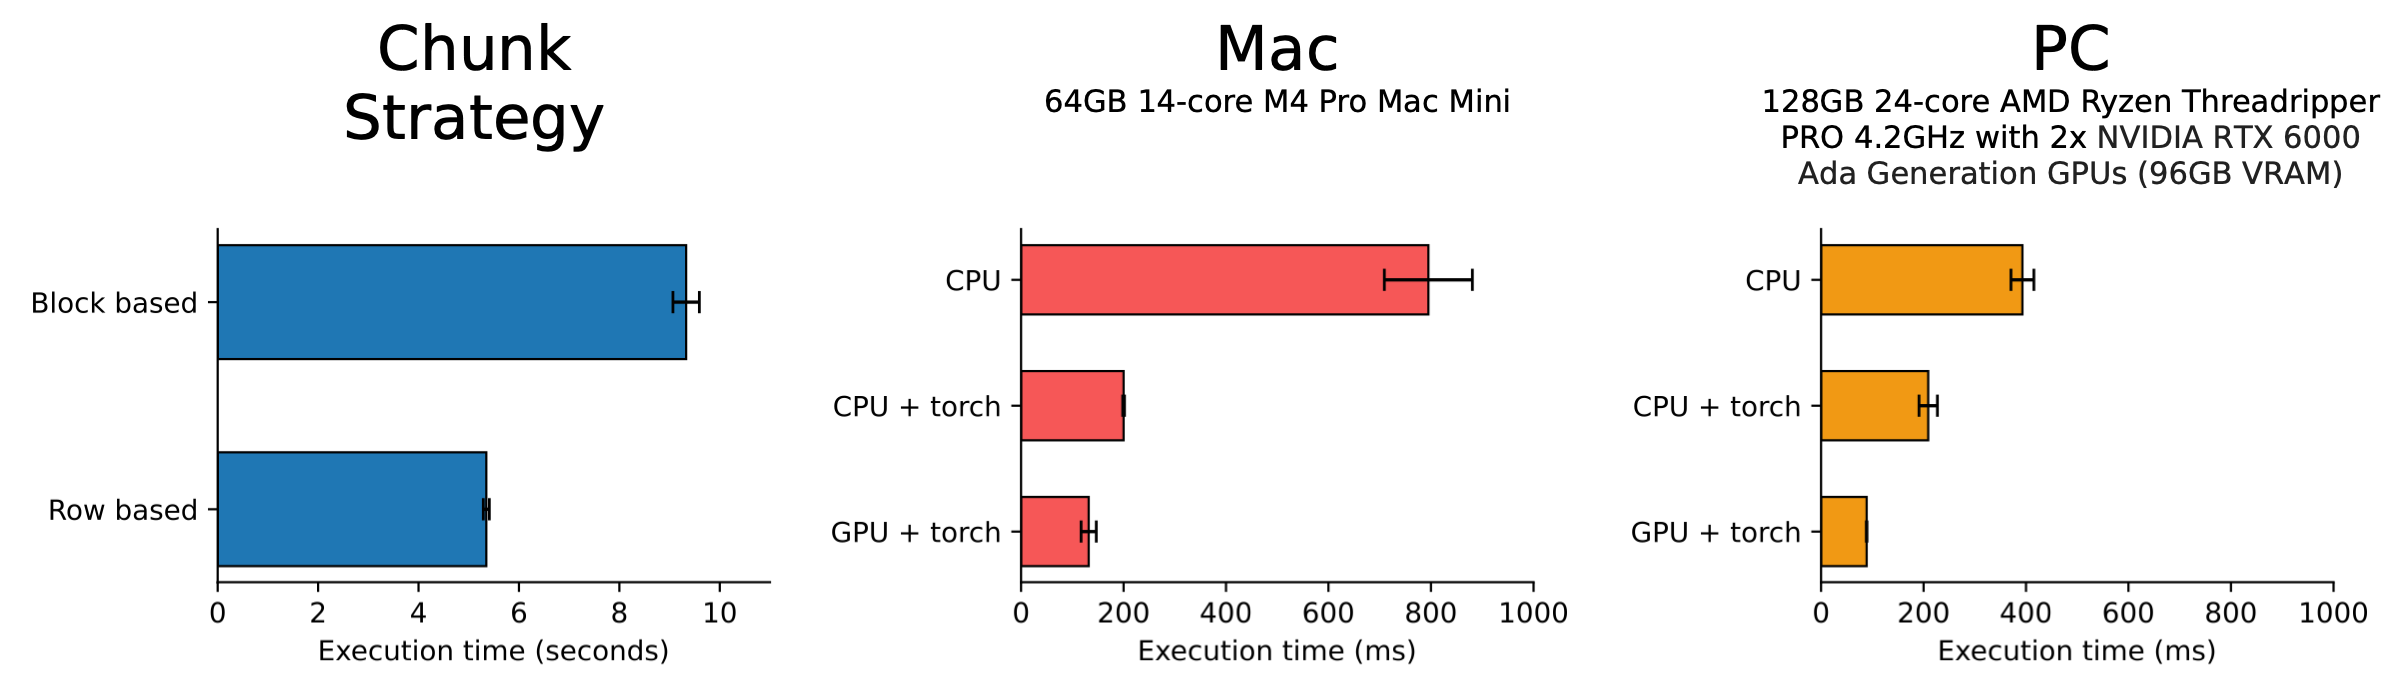 Chunk
Strategy
Block based
Row based
0 2 4 6 8 10
Execution time (seconds)
Mac
64GB 14-core M4 Pro Mac Mini
CPU
CPU + torch
GPU + torch
0 200 400 600 800 1000
Execution time (ms)
PC
128GB 24-core AMD Ryzen Threadripper
PRO 4.2GHz with 2x NVIDIA RTX 6000
Ada Generation GPUs (96GB VRAM)
CPU
CPU + torch
GPU + torch
0 200 400 600 800 1000
Execution time (ms)